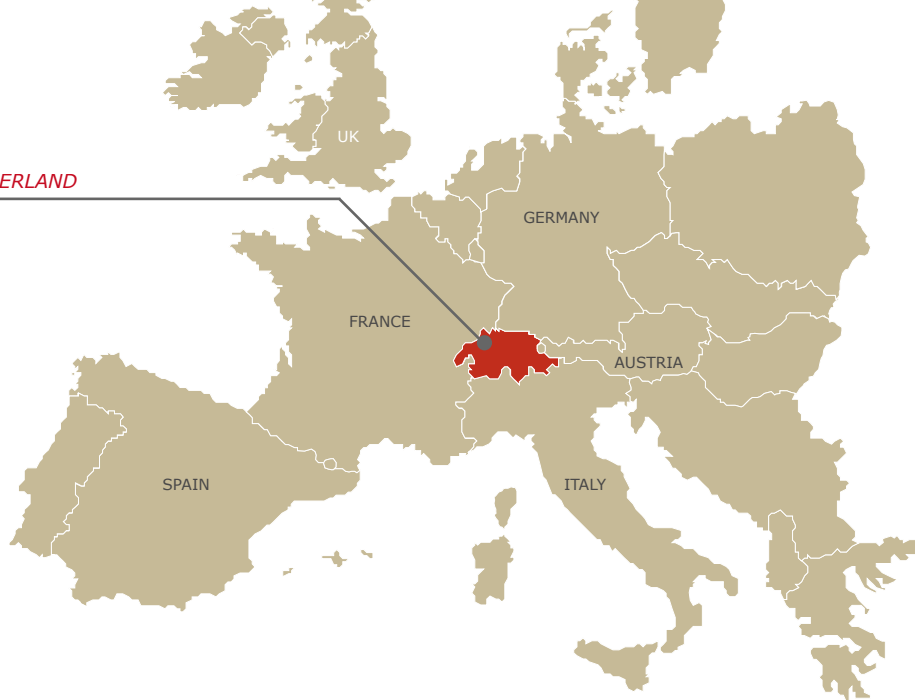 UK
ERLAND
GERMANY
FRANCE
AUSTRIA
SPAIN
ITALY